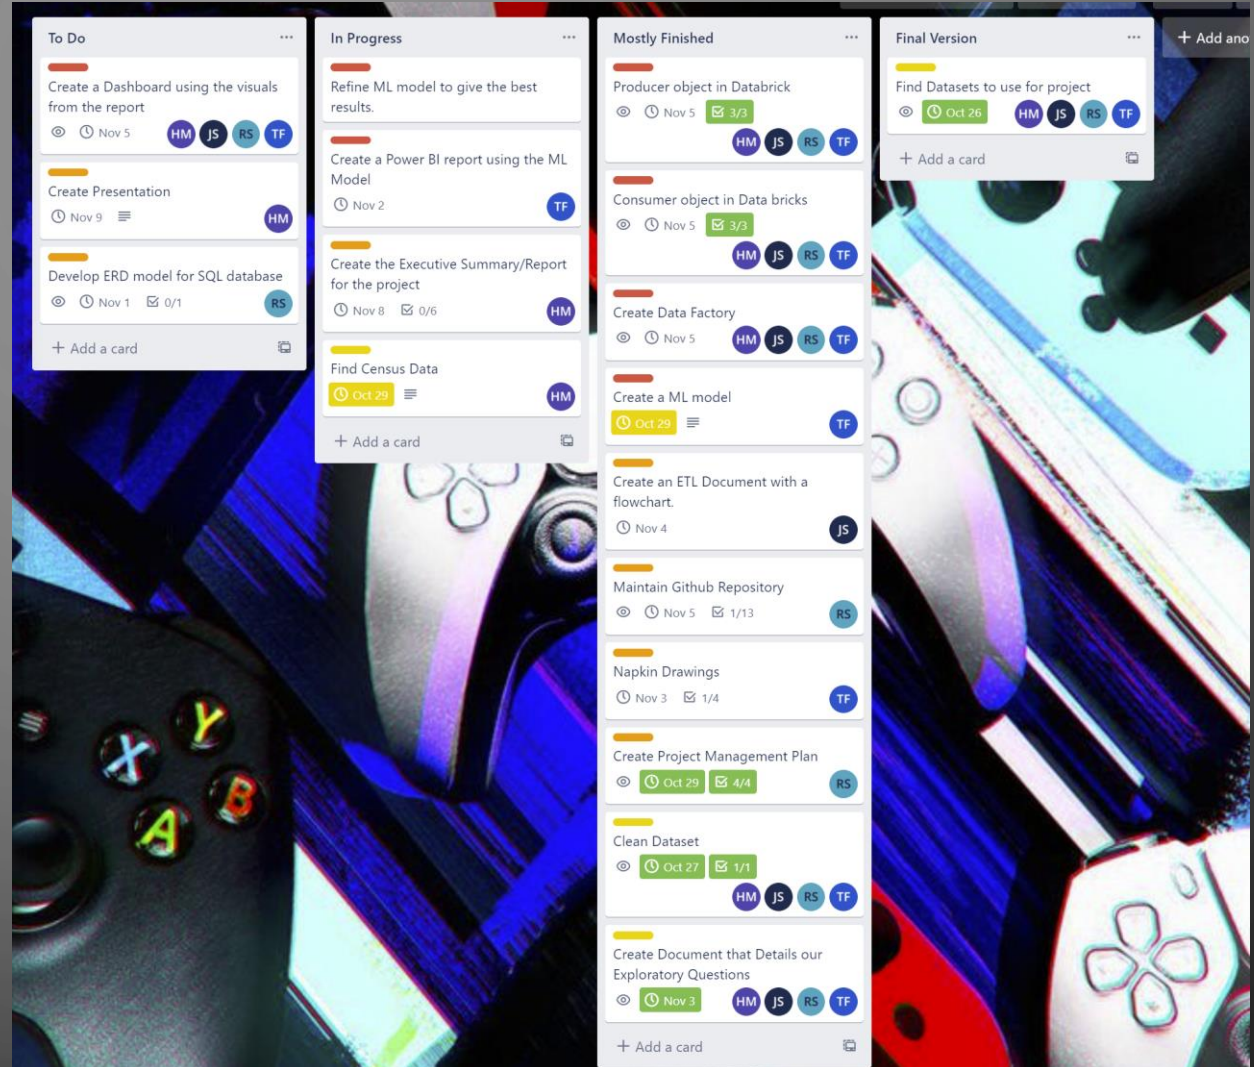 To Do
Create a Dashboard using the visuals
from the report
Nov 5
HM JS RS TF
Create Presentation
Nov 9
HM
Develop ERD model for SQL database
Nov 1 0/1
RS
+ Add a card
In Progress
Refine ML model to give the best
results.
Create a Power BI report using the ML
Model
Nov 2
TF
Create the Executive Summary/Report
for the project
Nov 8 0/6
HM
Find Census Data
Oct 29
HM
+ Add a card
Mostly Finished
Producer object in Databrick
Nov 5 3/3
HM JS RS TF
Consumer object in Data bricks
Nov 5 3/3
HM JS RS TF
Create Data Factory
Nov 5
HM JS RS TF
Create a ML model
Oct 29
TF
Create an ETL Document with a
flowchart.
Nov 4
JS
Maintain Github Repository
Nov 5 1/13
RS
Napkin Drawings
Nov 3 1/4
TF
Create Project Management Plan
Oct 29 4/4
RS
Clean Dataset
Oct 27 1/1
HM JS RS TF
Create Document that Details our
Exploratory Questions
Nov 3
HM JS RS TF
+ Add a card
Final Version
Find Datasets to use for project
Oct 26
HM JS RS TF
+ Add a card
+ Add ano
Y
X
B
A